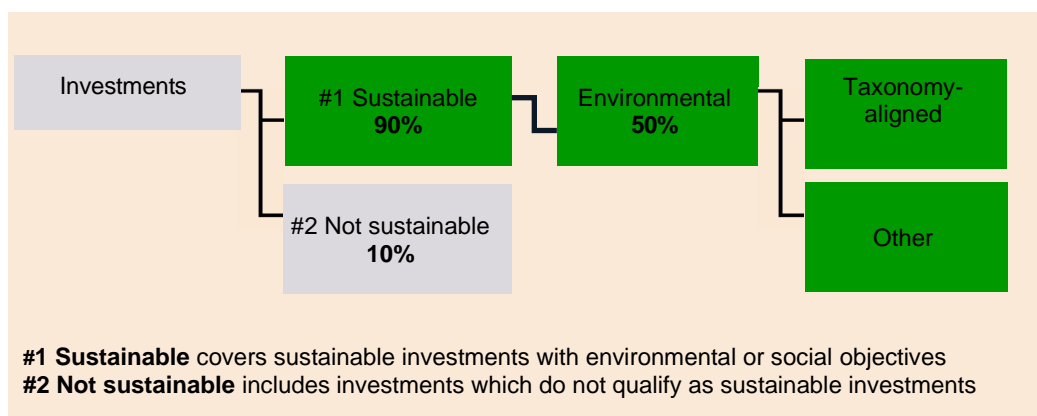 Investments
#1 Sustainable
90%
Environmental
50%
Taxonomy-
aligned
#2 Not sustainable
10%
Other
#1 Sustainable covers sustainable investments with environmental or social objectives
#2 Not sustainable includes investments which do not qualify as sustainable investments